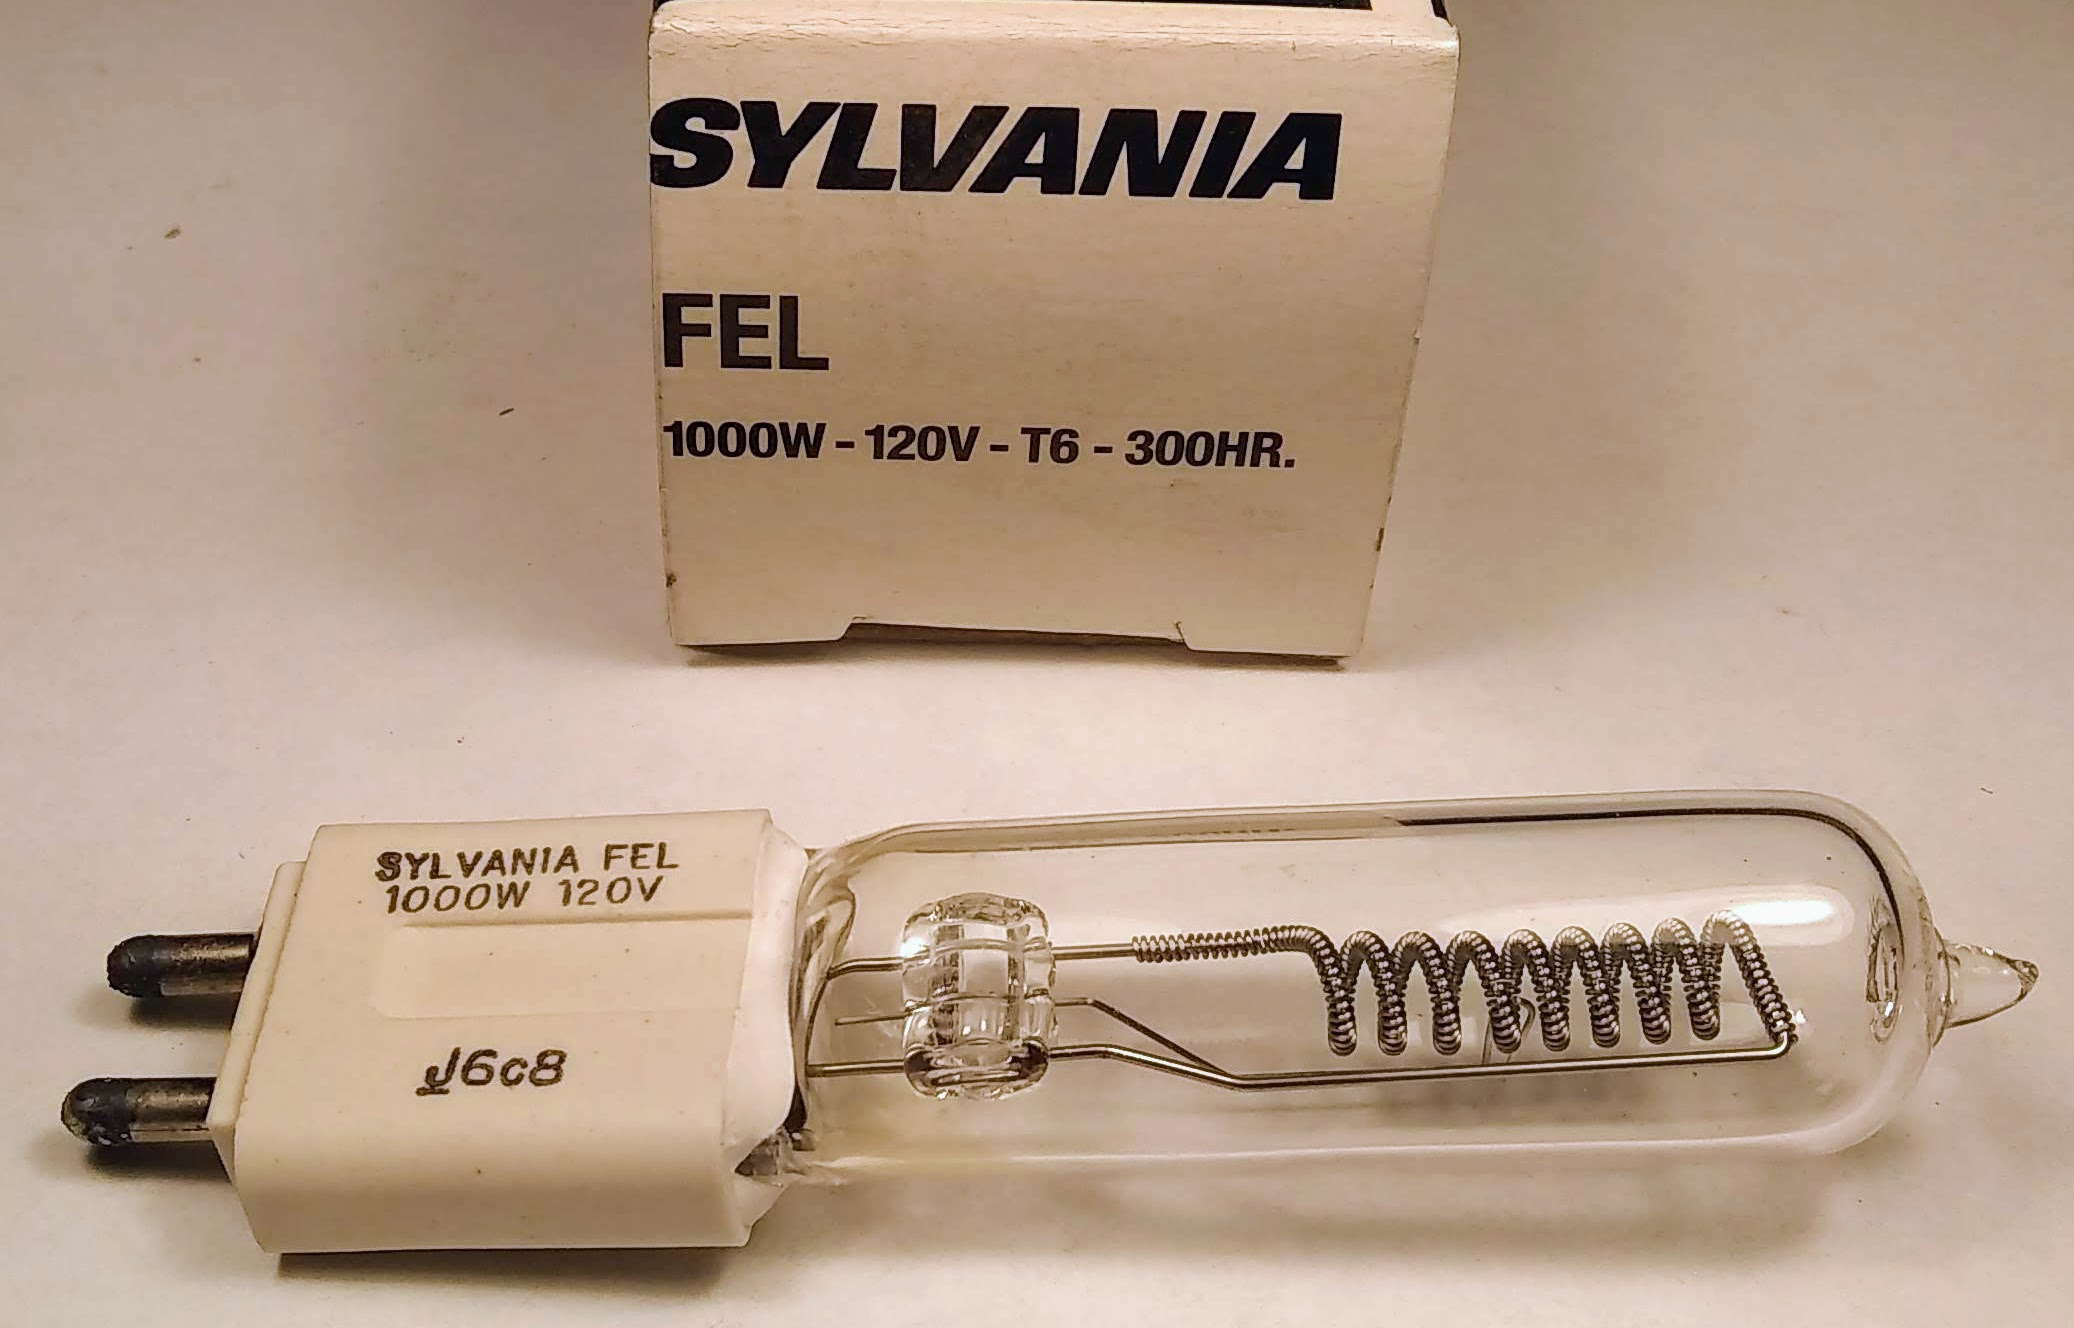 SYLVANIA
FEL
1000W - 120V - T6 - 300HR.
SYLVANIA FEL
1000W 120V
J6c8